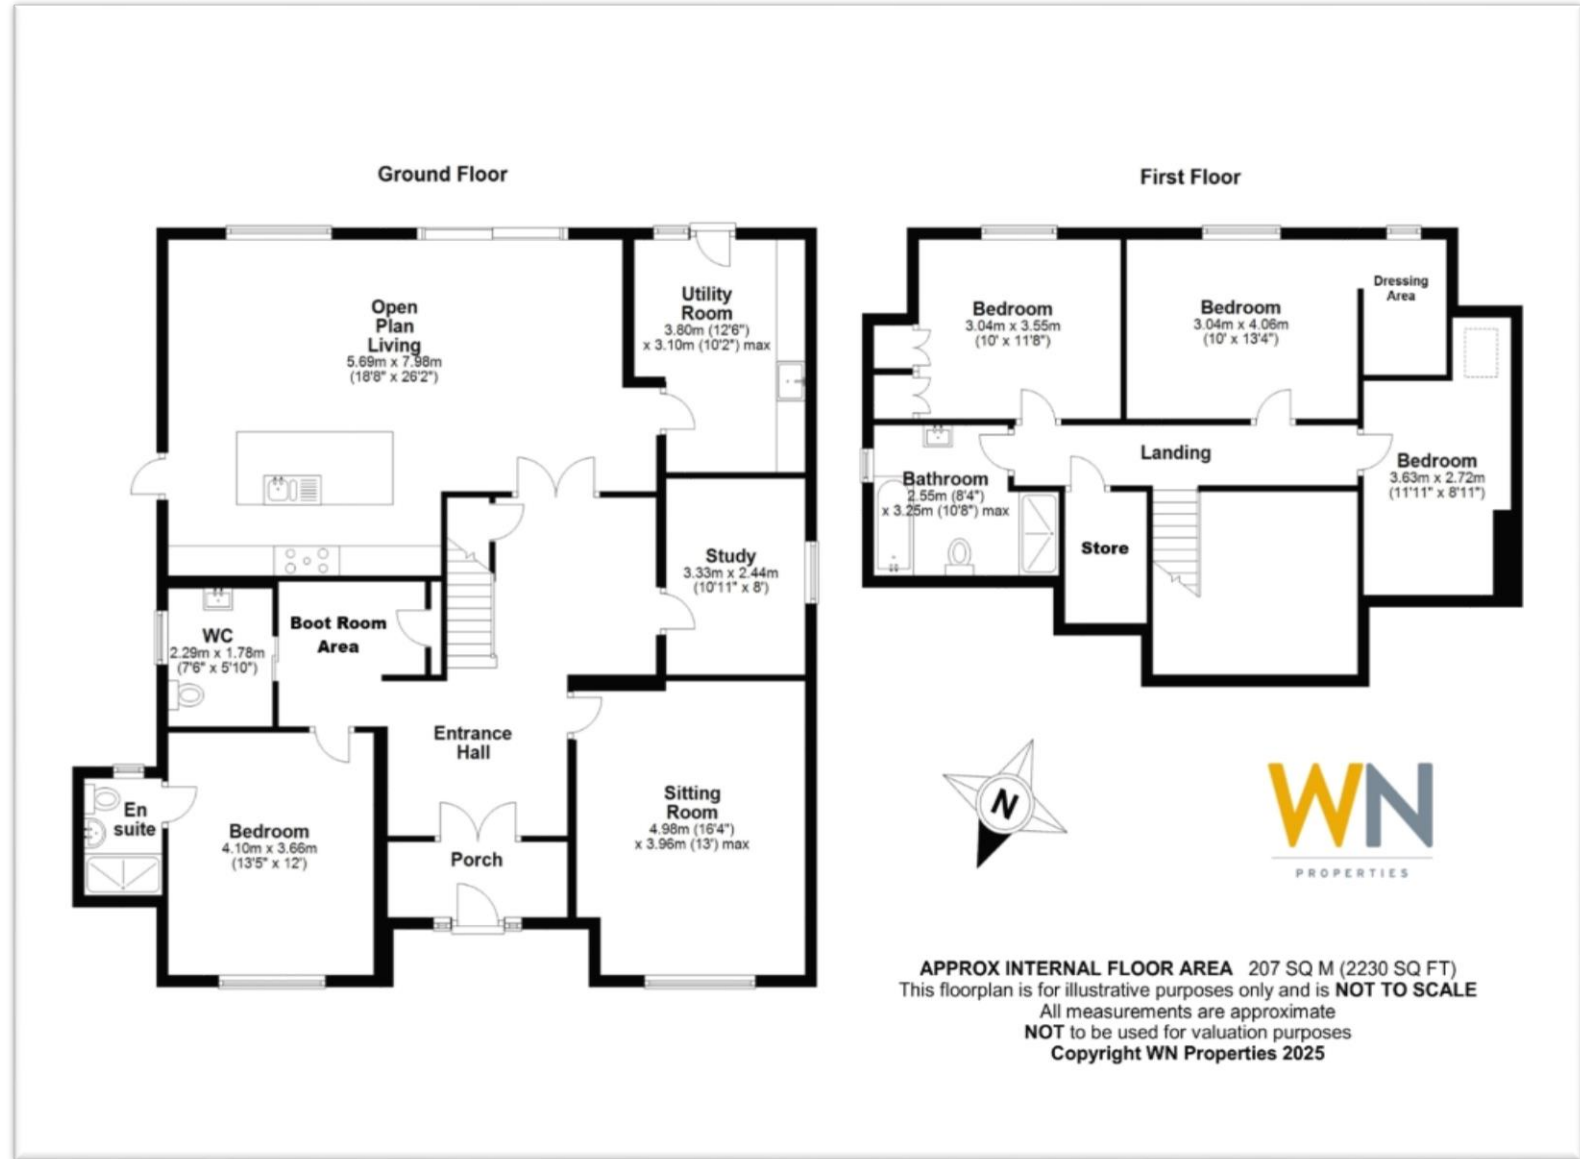 Ground Floor
Open
Plan
Living
5.69m x 7.98m
(18'8" x 26'2")
Utility
Room
3.80m (12'6")
x 3.10m (10'2") max
Study
3.33m x 2.44m
(10'11" x 8')
WC
2.29m x 1.78m
(7'6" x 5'10")
Boot Room
Area
Entrance
Hall
Sitting
Room
4.98m (16'4")
x 3.96m (13') max
En
suite
Bedroom
4.10m x 3.66m
(13'5" x 12')
Porch
First Floor
Bedroom
3.04m x 3.55m
(10' x 11'8")
Bedroom
3.04m x 4.06m
(10' x 13'4")
Dressing
Area
Landing
Bathroom
2.55m (8'4")
x 3.25m (10'8") max
Bedroom
3.63m x 2.72m
(11'11" x 8'11")
Store
N
WN
PROPERTIES
APPROX INTERNAL FLOOR AREA 207 SQ M (2230 SQ FT)
This floorplan is for illustrative purposes only and is NOT TO SCALE
All measurements are approximate
NOT to be used for valuation purposes
Copyright WN Properties 2025